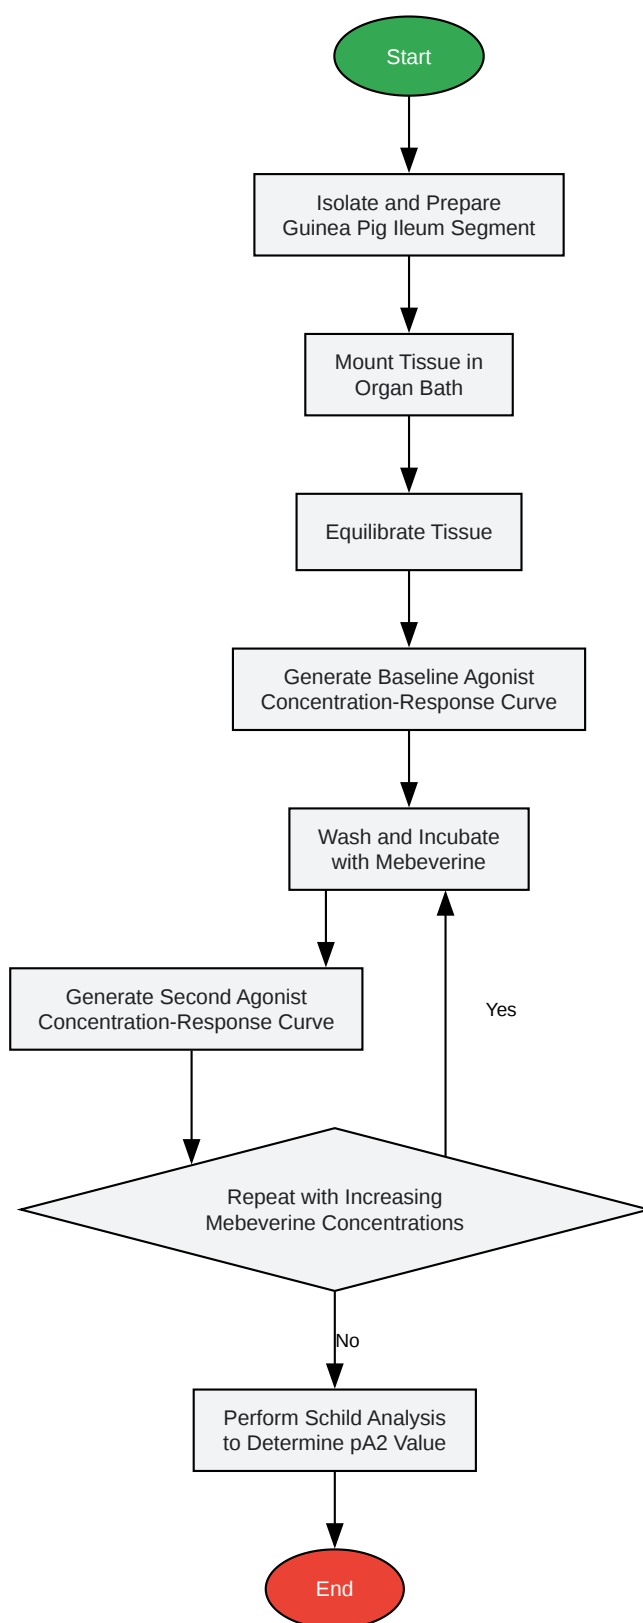 Start
Isolate and Prepare
Guinea Pig Ileum Segment
Mount Tissue in
Organ Bath
Equilibrate Tissue
Generate Baseline Agonist
Concentration-Response Curve
Wash and Incubate
with Mebeverine
Generate Second Agonist
Concentration-Response Curve
Yes
Repeat with Increasing
Mebeverine Concentrations
No
Perform Schild Analysis
to Determine pA2 Value
End